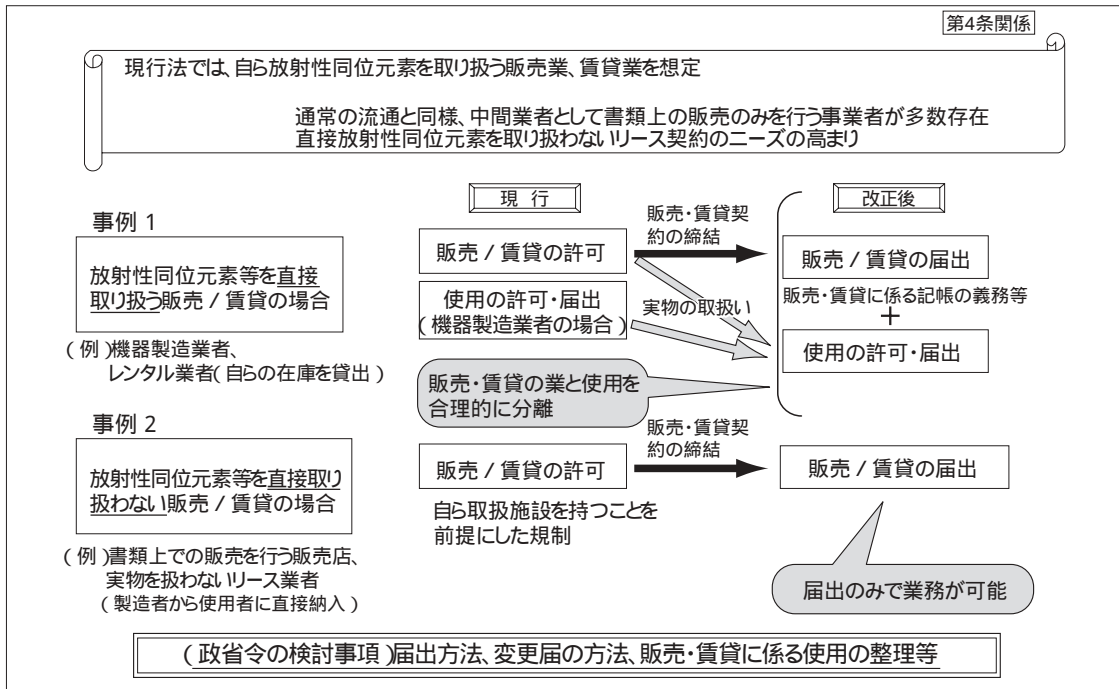 第4条関係
現行法では、自ら放射性同位元素を取り扱う販売業、賃貸業を想定
通常の流通と同様、中間業者として書類上の販売のみを行う事業者が多数存在
直接放射性同位元素を取り扱わないリース契約のニーズの高まり
現 行
改正後
事例 1
放射性同位元素等を直接
取り扱う販売 / 賃貸の場合
(例)機器製造業者、
レンタル業者(自らの在庫を貸出)
販売 / 賃貸の許可
使用の許可・届出
(機器製造業者の場合)
販売・賃貸契
約の締結
実物の取扱い
販売 / 賃貸の届出
販売・賃貸に係る記帳の義務等
+
使用の許可・届出
販売・賃貸の業と使用を
合理的に分離
事例 2
放射性同位元素等を直接取り
扱わない販売 / 賃貸の場合
(例)書類上での販売を行う販売店、
実物を扱わないリース業者
(製造者から使用者に直接納入)
販売 / 賃貸の許可
自ら取扱施設を持つことを
前提にした規制
販売・賃貸契
約の締結
販売 / 賃貸の届出
届出のみで業務が可能
(政省令の検討事項)届出方法、変更届の方法、販売・賃貸に係る使用の整理等